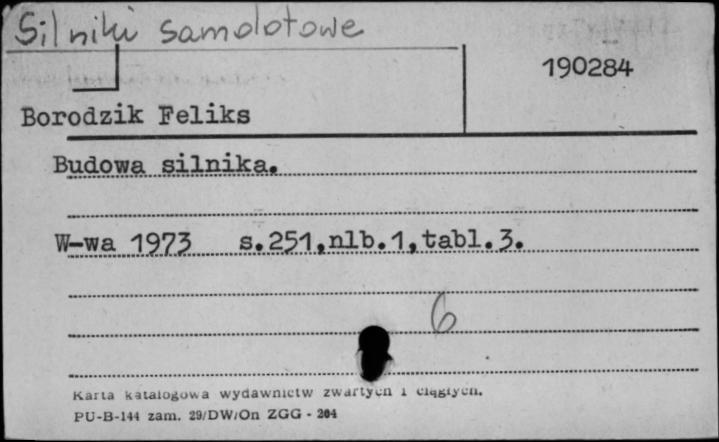 Silniki samolotowe
190284
Borodzik Feliks
Budowa silnika.
W-wa 1973 s.251,nlb.1,tabl.3.
6
Karta katalogowa wydawnictw zwartych i ciągłych.
PU-B-144 zam. 29/DW/On ZGG - 204